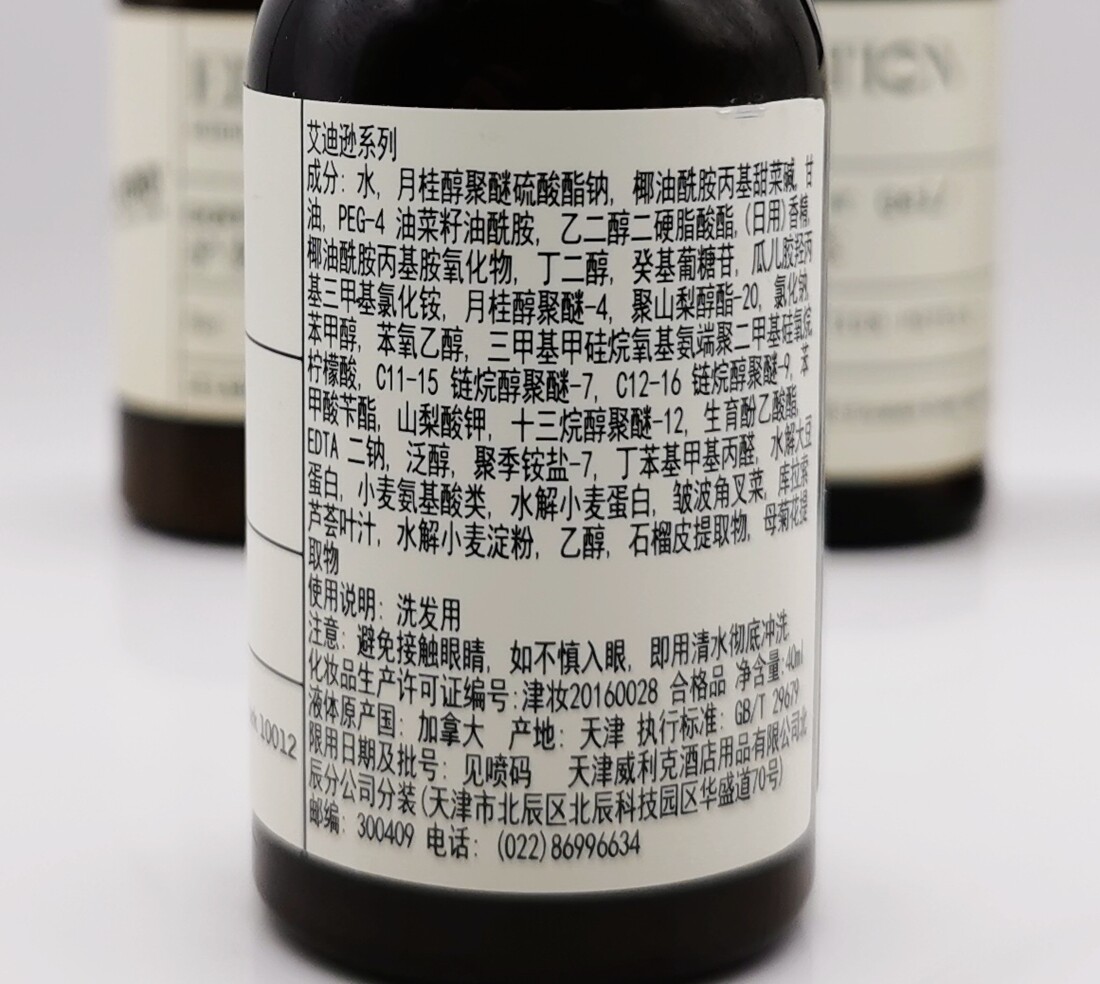 艾迪逊系列
成分: 水, 月桂醇聚醚硫酸酯钠, 椰油酰胺丙基甜菜碱, 甘
油, PEG-4 油菜籽油酰胺, 乙二醇二硬脂酸酯, (日用)香精,
椰油酰胺丙基胺氧化物, 丁二醇, 癸基葡糖苷, 瓜儿胶羟丙
基三甲基氯化铵, 月桂醇聚醚-4, 聚山梨醇酯-20, 氯化钠,
苯甲醇, 苯氧乙醇, 三甲基甲硅烷氧基氨端聚二甲基硅氧烷
柠檬酸, C11-15 链烷醇聚醚-7, C12-16 链烷醇聚醚-9, 苯
甲酸苄酯, 山梨酸钾, 十三烷醇聚醚-12, 生育酚乙酸酯,
EDTA 二钠, 泛醇, 聚季铵盐-7, 丁苯基甲基丙醛, 水解大豆
蛋白, 小麦氨基酸类, 水解小麦蛋白, 皱波角叉菜, 库拉索
芦荟叶汁, 水解小麦淀粉, 乙醇, 石榴皮提取物, 母菊花提
取物
使用说明: 洗发用
注意: 避免接触眼睛, 如不慎入眼, 即用清水彻底冲洗
化妆品生产许可证编号:津妆20160028 合格品 净含量:40ml
液体原产国: 加拿大 产地: 天津 执行标准: GB/T 29679
限用日期及批号: 见喷码 天津威利克酒店用品有限公司北
辰分公司分装(天津市北辰区北辰科技园区华盛道70号)
邮编: 300409 电话: (022)86996634
10012
TION